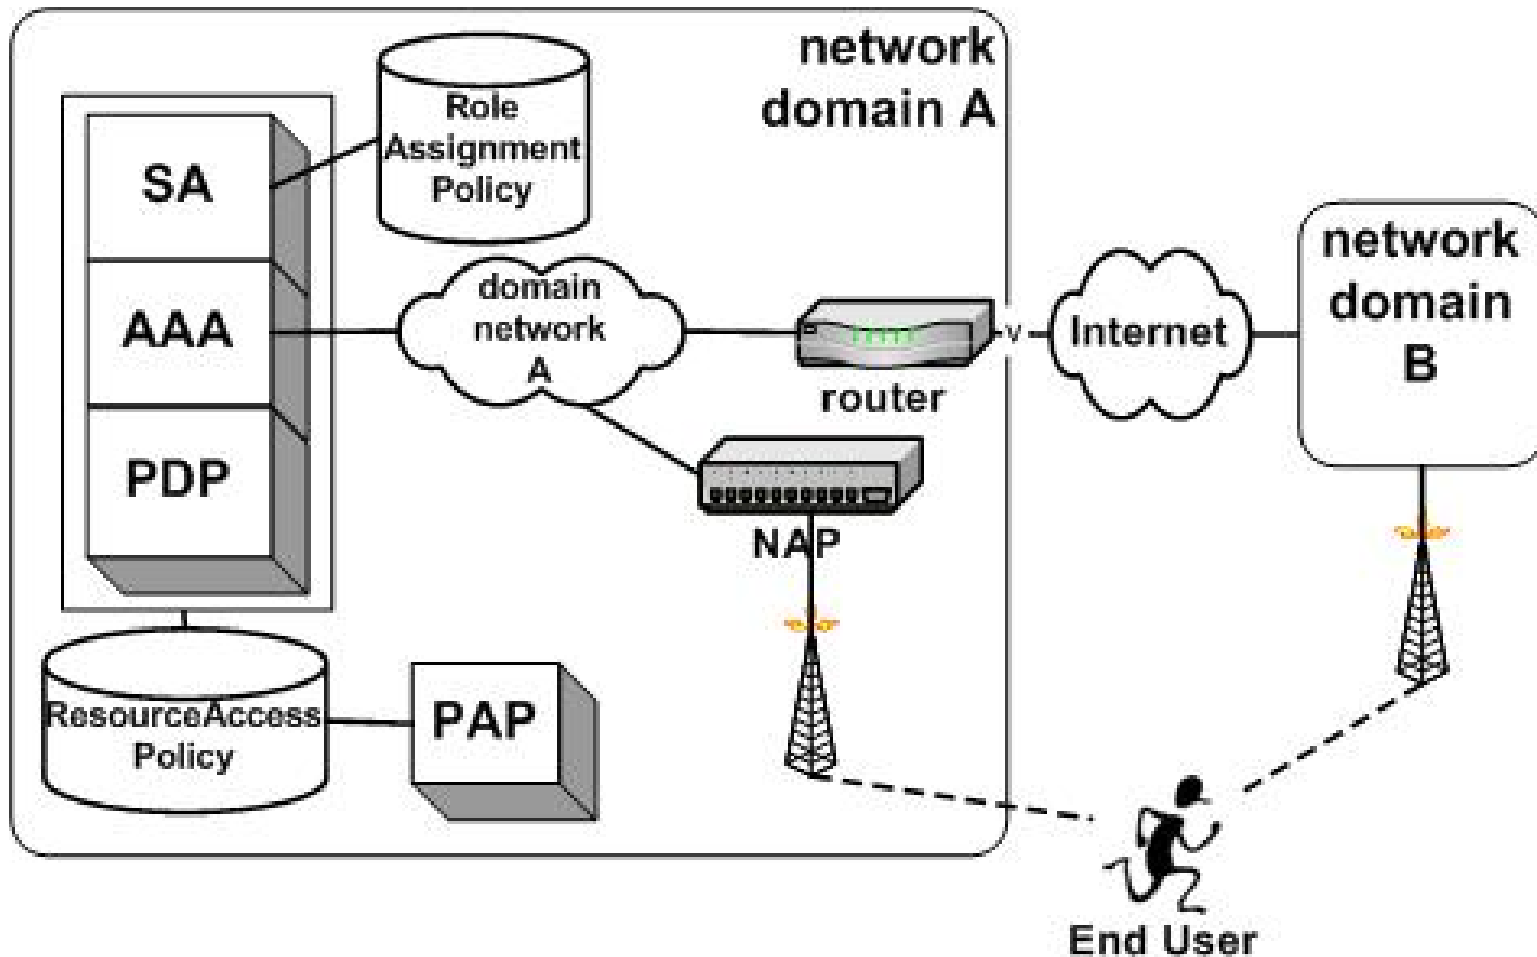 network
domain A
Role
Assignment
Policy
SA
AAA
PDP
domain
network
A
router
NAP
Internet
network
domain
B
ResourceAccess
Policy
PAP
End User